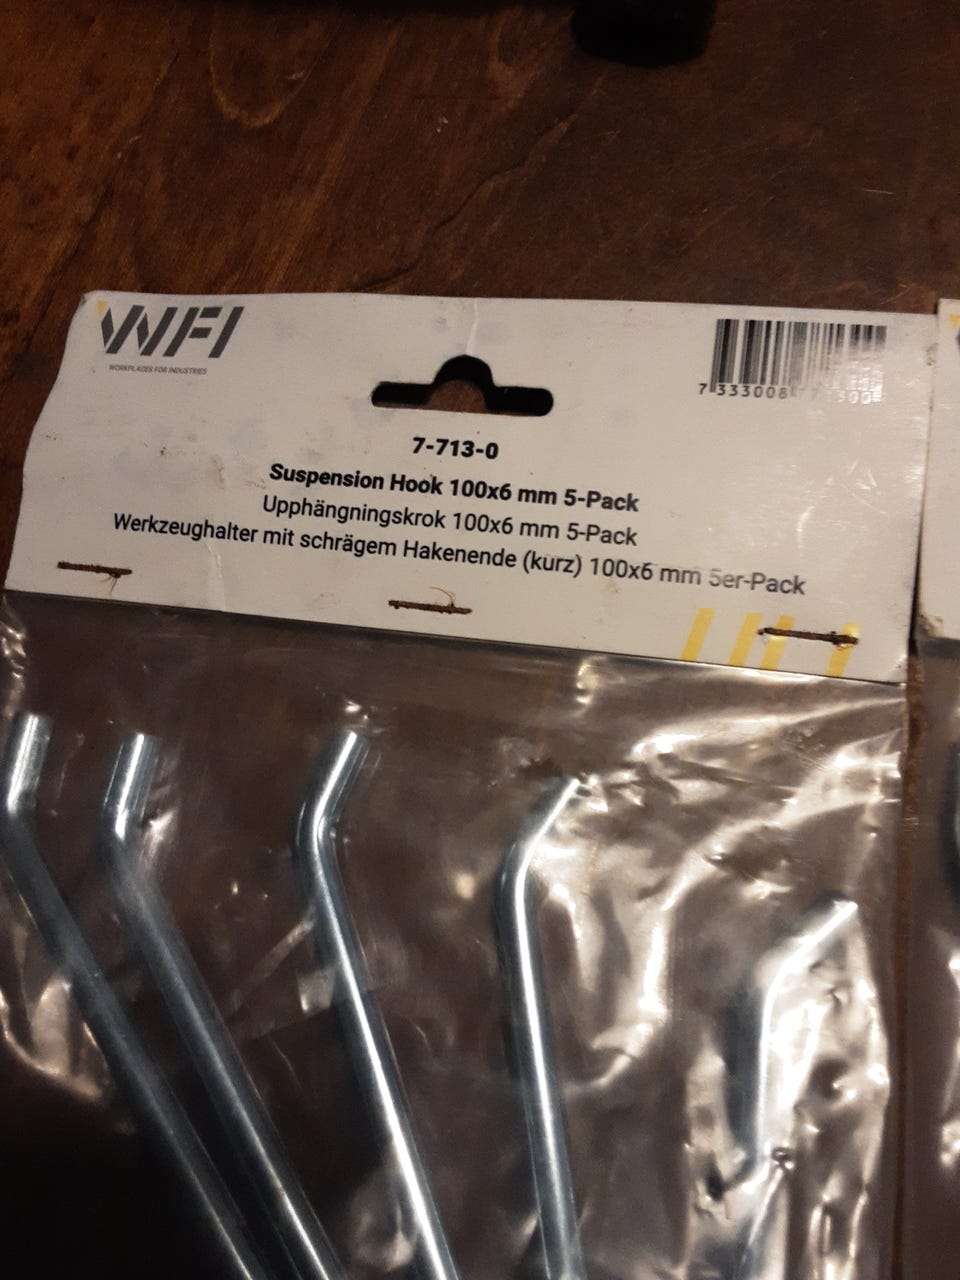 WFI
WORKPLACES FOR INDUSTRIES
7-713-0
Suspension Hook 100x6 mm 5-Pack
Upphängningskrok 100x6 mm 5-Pack
Werkzeughalter mit schrägem Hakenende (kurz) 100x6 mm 5er-Pack